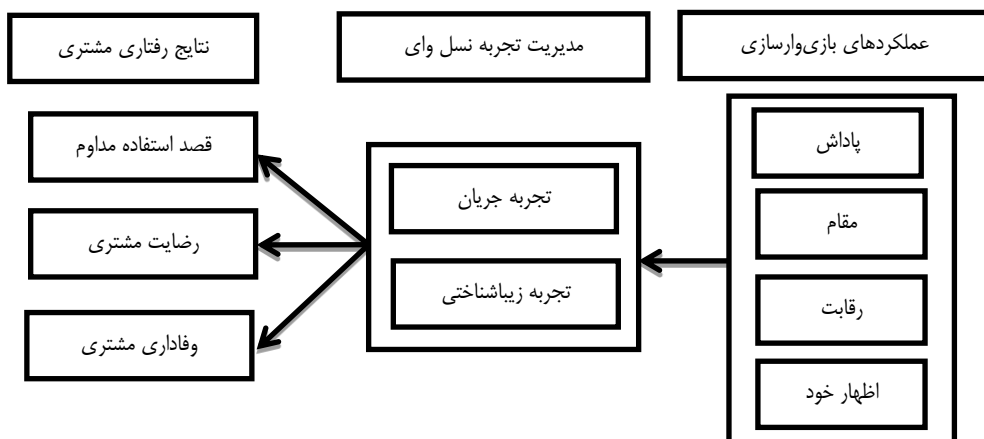 عملکردهای بازی‌وارسازی
مدیریت تجربه نسل وای
نتایج رفتاری مشتری
پاداش
مقام
رقابت
اظهار خود
تجربه جریان
تجربه زیباشناختی
قصد استفاده مداوم
رضایت مشتری
وفاداری مشتری